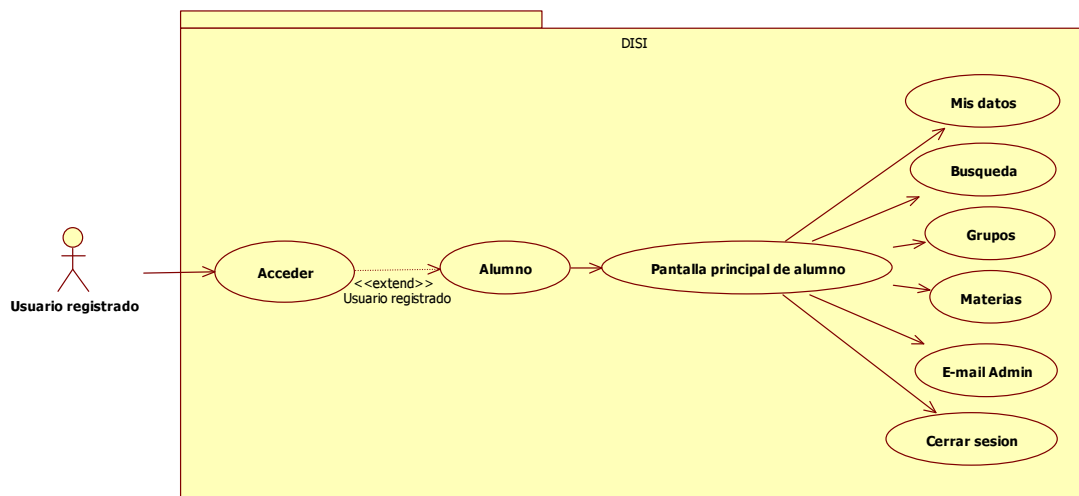 DISI
Mis datos
Busqueda
Grupos
Materias
E-mail Admin
Cerrar sesion
Pantalla principal de alumno
Alumno
Acceder
<<extend>>
Usuario registrado
Usuario registrado